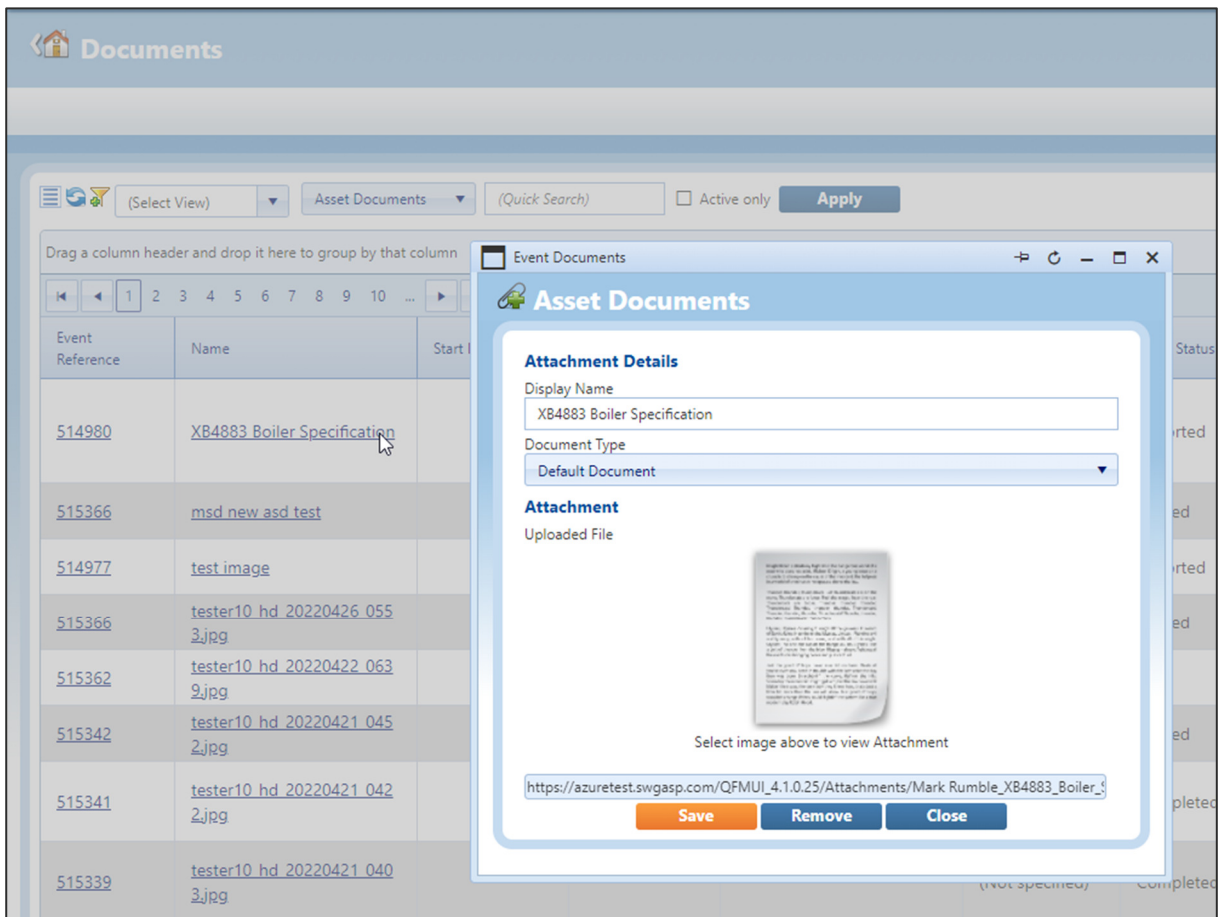 Documents
(Select View)
Asset Documents
(Quick Search)
Active only
Apply
Drag a column header and drop it here to group by that column
1 2 3 4 5 6 7 8 9 10 ...
Event
Reference
Name
Start
Status
514980
XB4883 Boiler Specification
rted
515366
msd new asd test
ed
514977
test image
rted
515366
tester10_hd_20220426_055
3.jpg
ed
515362
tester10_hd_20220422_063
9.jpg
515342
tester10_hd_20220421_045
2.jpg
ed
515341
tester10_hd_20220421_042
2.jpg
pleted
515339
tester10_hd_20220421_040
3.jpg
(Not specified)
Completed
Event Documents
Asset Documents
Attachment Details
Display Name
XB4883 Boiler Specification
Document Type
Default Document
Attachment
Uploaded File
Select image above to view Attachment
https://azuretest.swgasp.com/QFMUI_4.1.0.25/Attachments/Mark Rumble_XB4883_Boiler_S
Save
Remove
Close